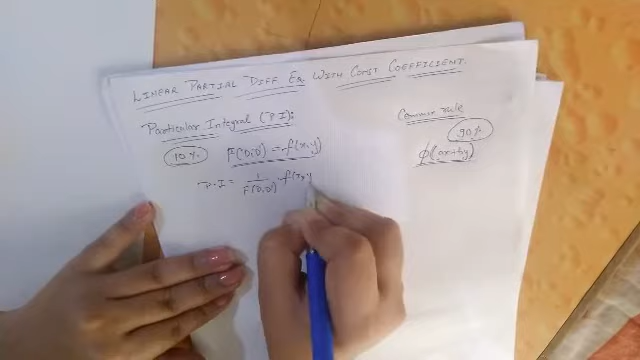 LINEAR PARTIAL DIFF EQ. WITH CONST COEFFICIENT.
Particular Integral (P.I):
10%
F(D,D') = f(x,y)
P.I = 1/F(D,D') . f(x,y
Common rule
90%
ϕ(ax+by)